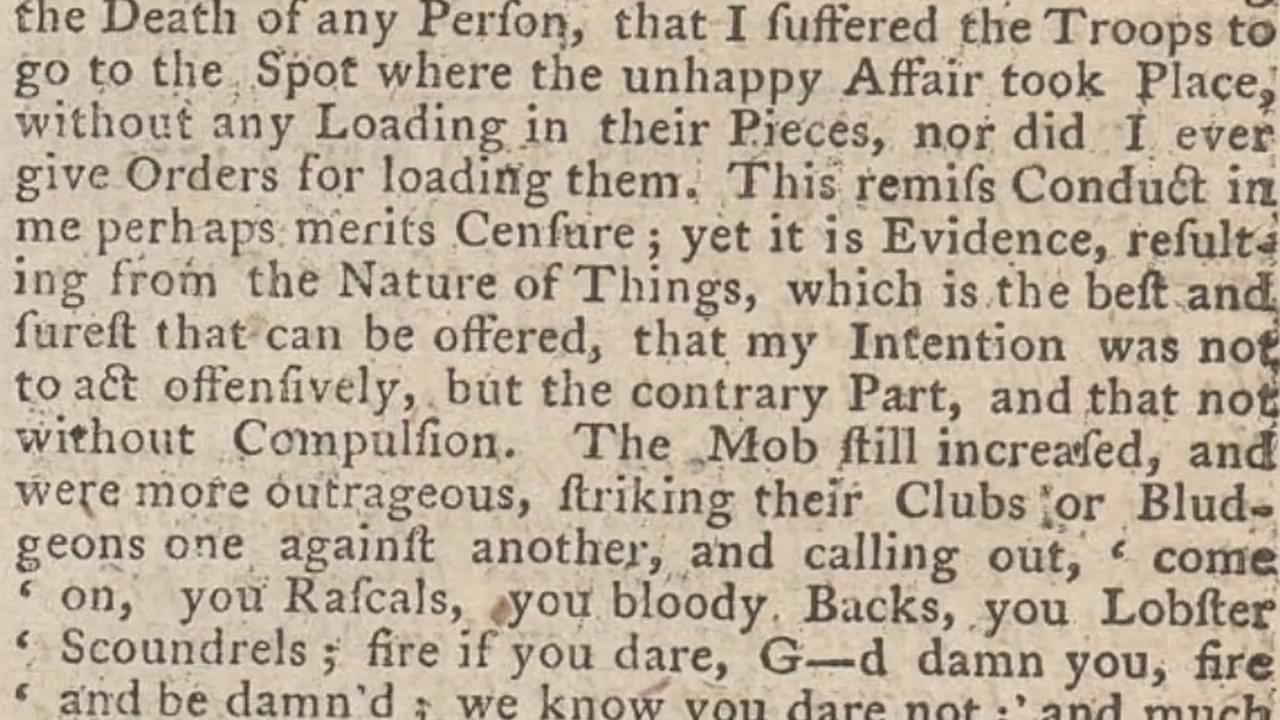 the Death of any Perſon, that I ſuffered the Troops to
go to the Spot where the unhappy Affair took Place,
without any Loading in their Pieces, nor did I ever
give Orders for loading them. This remiſs Conduct in
me perhaps merits Cenſure ; yet it is Evidence, reſult-
ing from the Nature of Things, which is the beſt and
ſureſt that can be offered, that my Intention was not
to act offenſively, but the contrary Part, and that not
without Compulſion. The Mob ſtill increaſed, and
were more outrageous, ſtriking their Clubs or Blud-
geons one againſt another, and calling out, ‘ come
‘ on, you Raſcals, you bloody Backs, you Lobſter
‘ Scoundrels ; fire if you dare, G—d damn you, fire
‘ and be damn'd ; we know you dare not ;’ and much